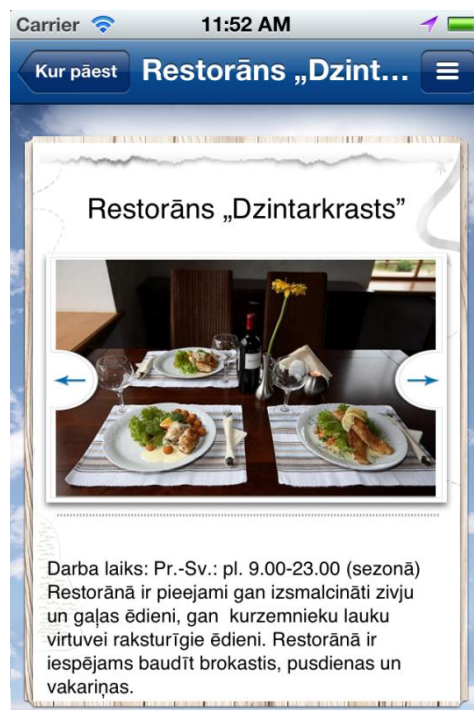 Carrier 11:52 AM
Kur pāest Restorāns „Dzint...
Restorāns „Dzintarkrasts”
Darba laiks: Pr.-Sv.: pl. 9.00-23.00 (sezonā)
Restorānā ir pieejami gan izsmalcināti zivju
un gaļas ēdieni, gan kurzemnieku lauku
virtuvei raksturīgie ēdieni. Restorānā ir
iespējams baudīt brokastis, pusdienas un
vakariņas.